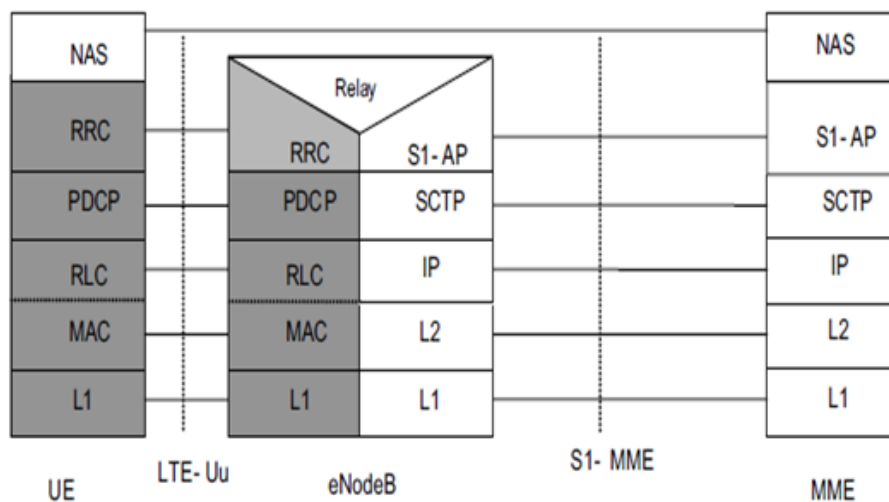 NAS
NAS
Relay
RRC
RRC
S1- AP
S1- AP
PDCP
PDCP
SCTP
SCTP
RLC
RLC
IP
IP
MAC
MAC
L2
L2
L1
L1
L1
L1
UE
LTE- Uu
eNodeB
S1- MME
MME